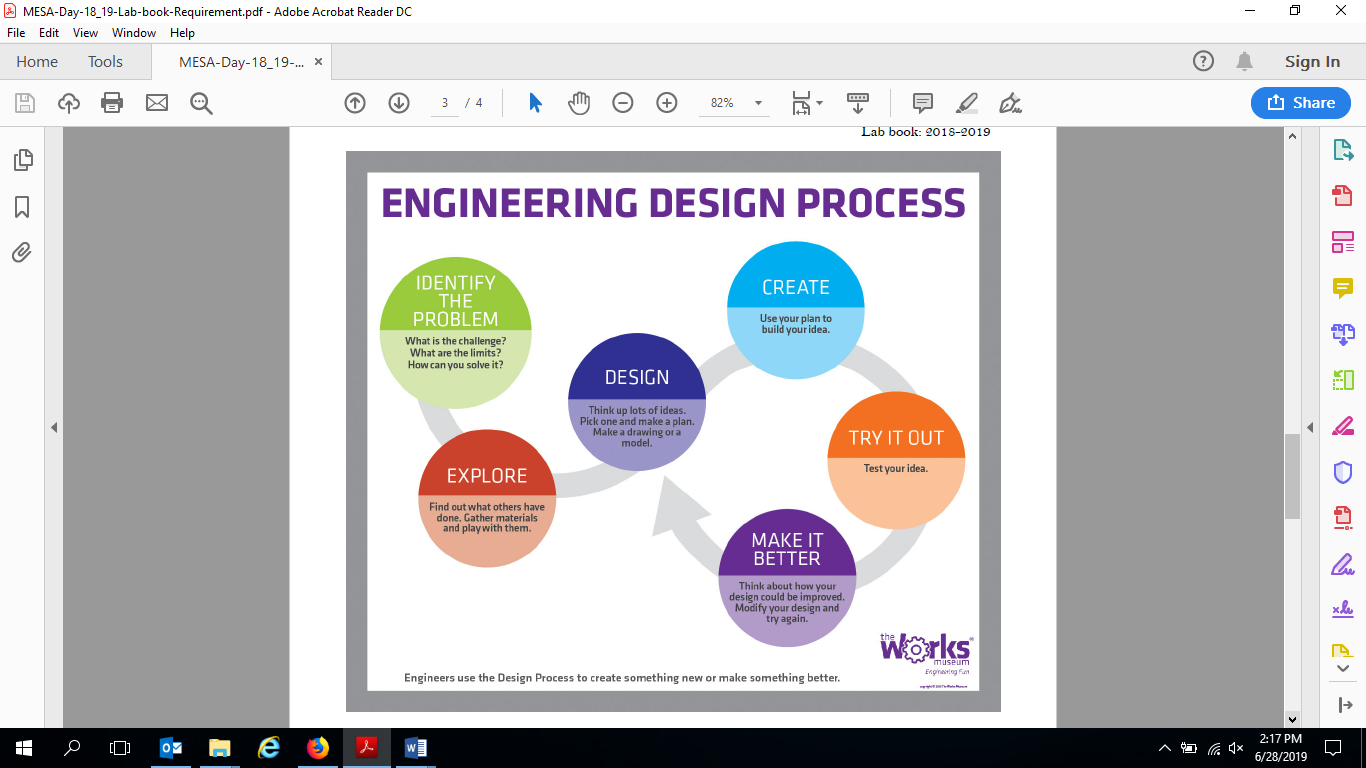 MESA-Day-18_19-Lab-book-Requirement.pdf - Adobe Acrobat Reader DC
File Edit View Window Help
Home Tools MESA-Day-18_19-... × Sign In
3 / 4 82% Share
Lab book: 2018-2019
ENGINEERING DESIGN PROCESS
IDENTIFY
THE
PROBLEM
What is the challenge?
What are the limits?
How can you solve it?
EXPLORE
Find out what others have
done. Gather materials
and play with them.
DESIGN
Think up lots of ideas.
Pick one and make a plan.
Make a drawing or a
model.
CREATE
Use your plan to
build your idea.
TRY IT OUT
Test your idea.
MAKE IT
BETTER
Think about how your
design could be improved.
Modify your design and
try again.
the
Works
museum
Engineering Fun
Engineers use the Design Process to create something new or make something better.
2:17 PM
6/28/2019